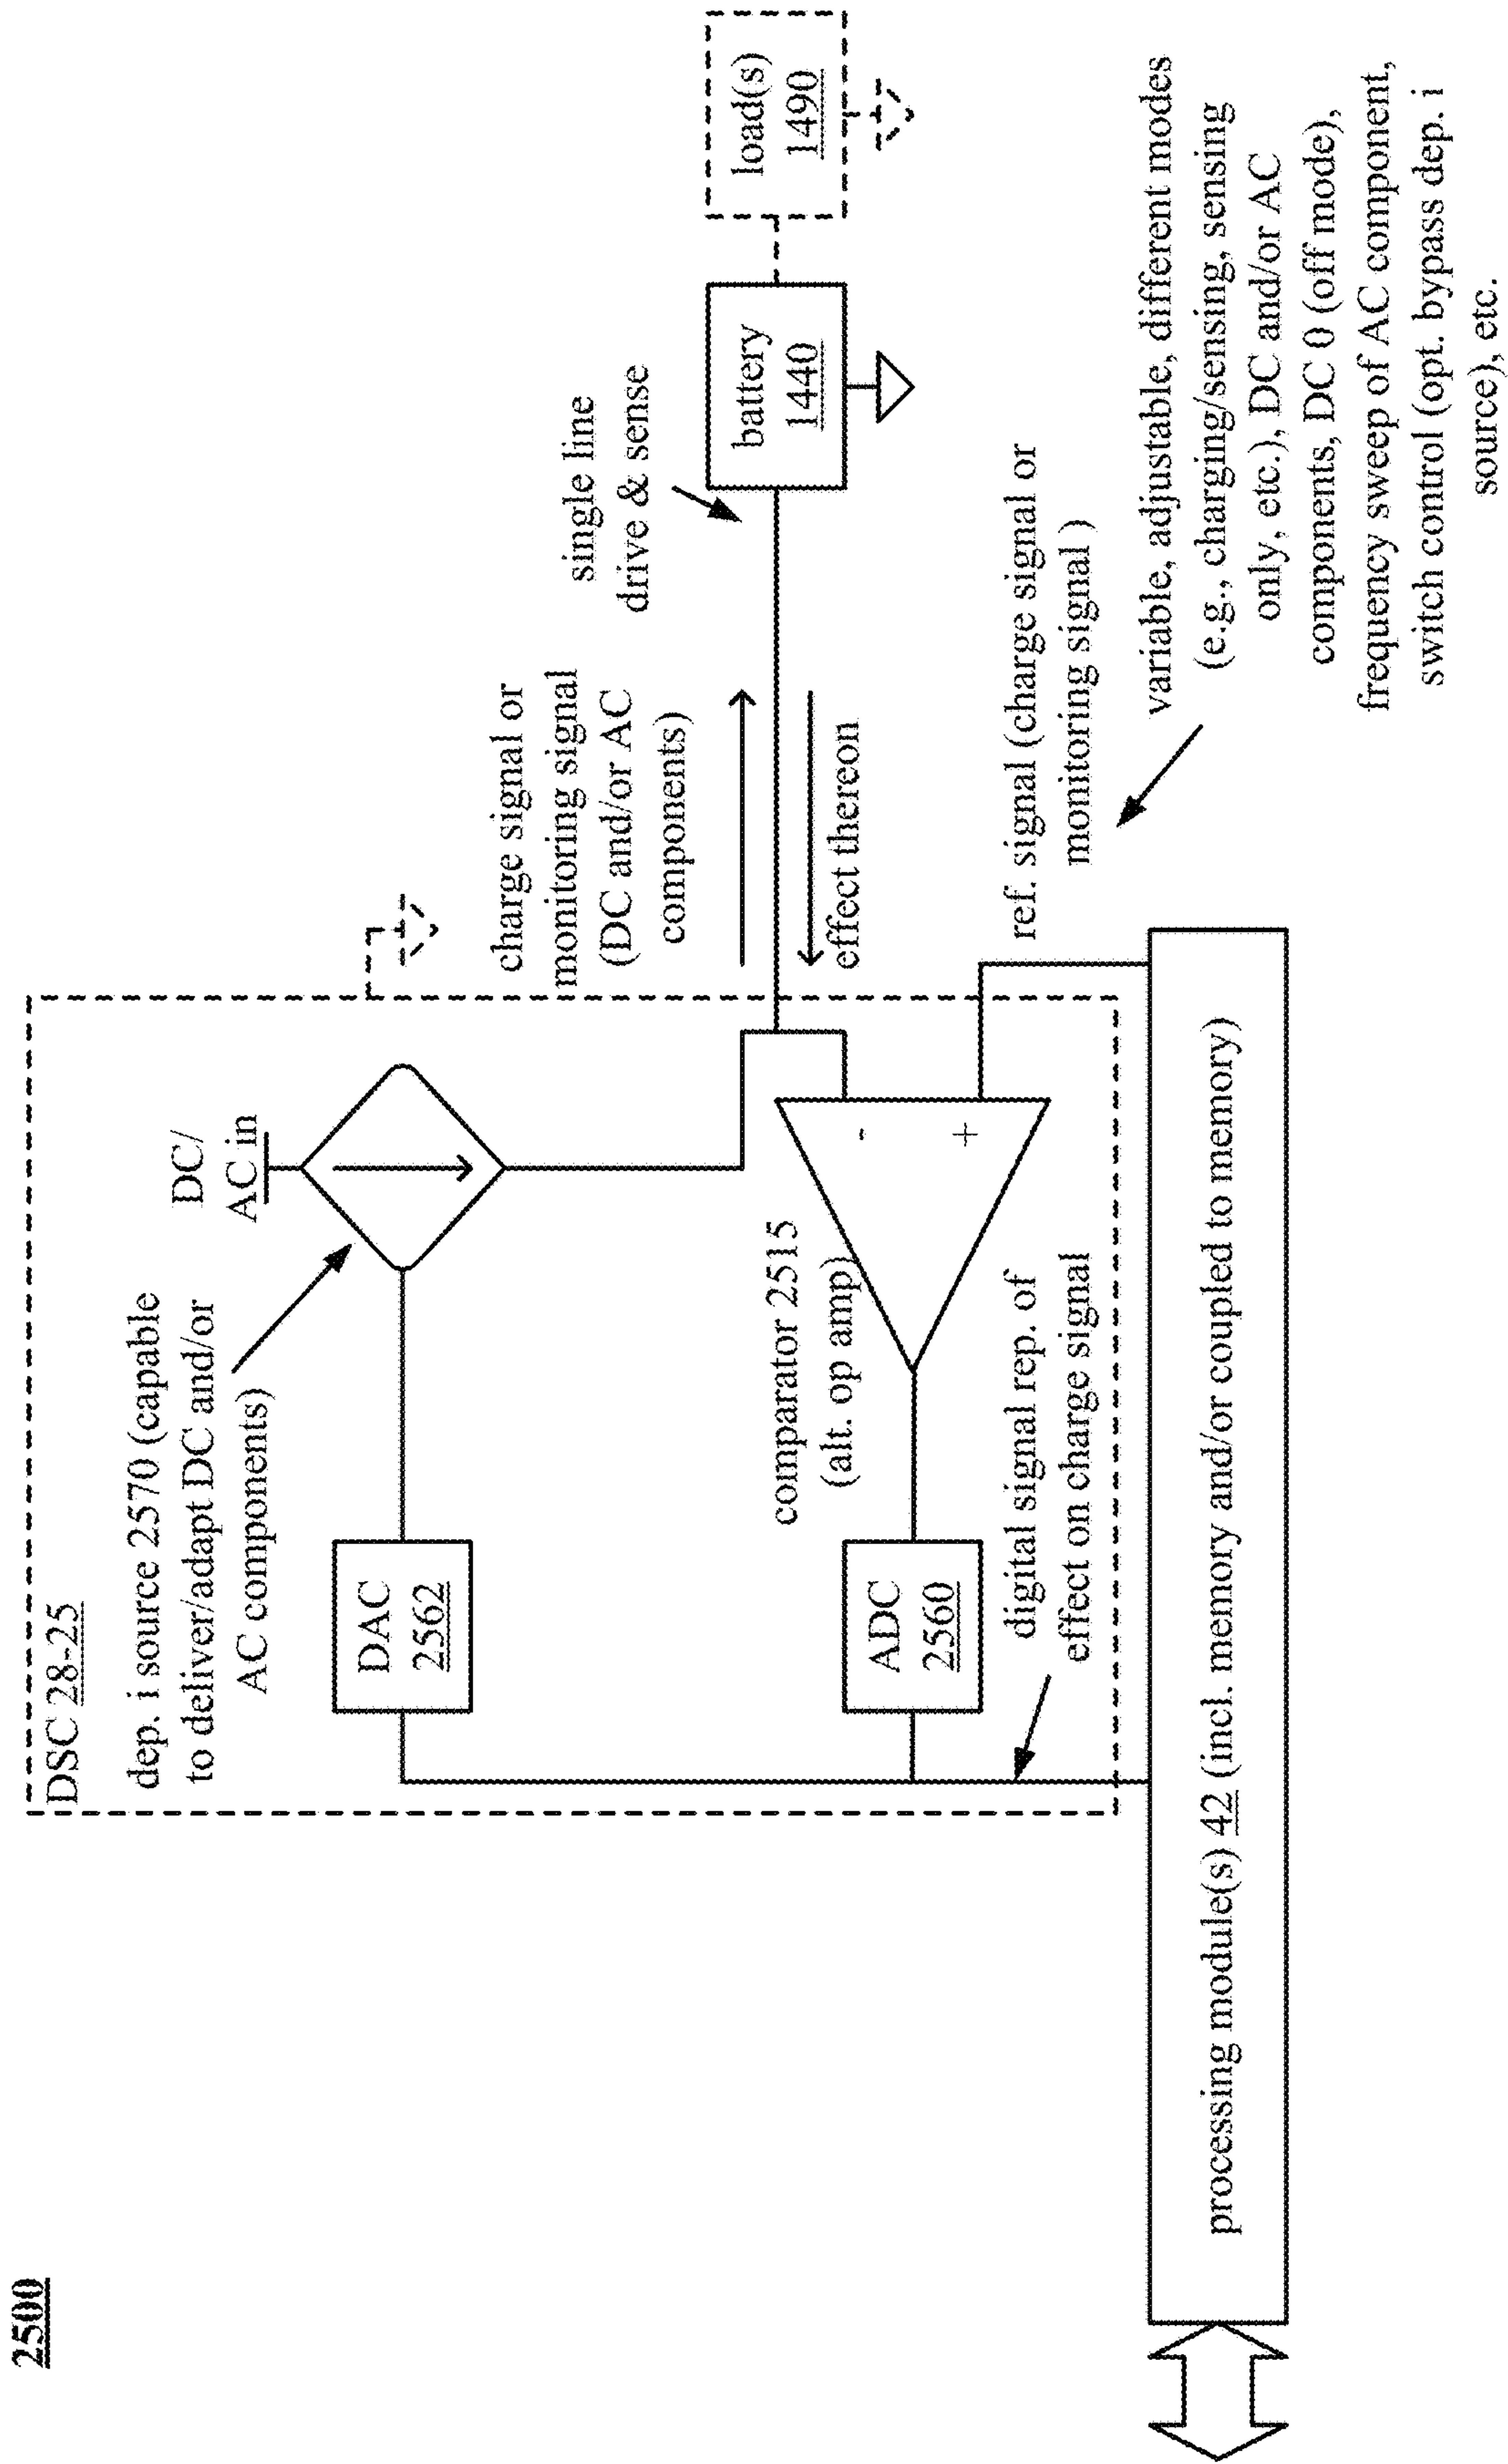 2500
DSC 28-25
dep. i source 2570 (capable
to deliver/adapt DC and/or
AC components)
DC/
AC in
DAC
2562
charge signal or
monitoring signal
(DC and/or AC
components)
single line
drive & sense
battery
1440
load(s)
1490
effect thereon
comparator 2515
(alt. op amp)
-
+
ADC
2560
digital signal rep. of
effect on charge signal
ref. signal (charge signal or
monitoring signal )
variable, adjustable, different modes
(e.g., charging/sensing, sensing
only, etc.), DC and/or AC
components, DC 0 (off mode),
frequency sweep of AC component,
switch control (opt. bypass dep. i
source), etc.
processing module(s) 42 (incl. memory and/or coupled to memory)